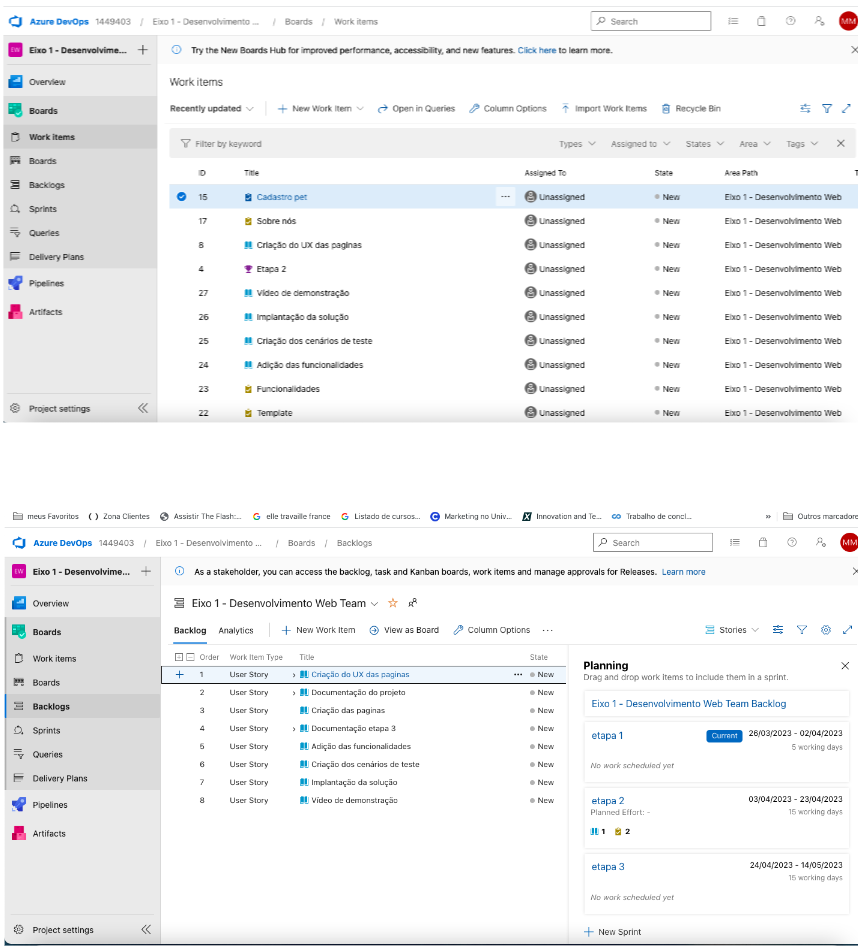 Azure DevOps 1449403 / Eixo 1 - Desenvolvimento ... / Boards / Work items Search MM
EW Eixo 1 - Desenvolvime... Try the New Boards Hub for improved performance, accessibility, and new features. Click here to learn more.
Overview
Boards
Work items
Boards
Backlogs
Sprints
Queries
Delivery Plans
Pipelines
Artifacts
Project settings
Work items
Recently updated New Work Item Open in Queries Column Options Import Work Items Recycle Bin
Filter by keyword Types Assigned to States Area Tags
ID Title Assigned To State Area Path T
15 Cadastro pet ... Unassigned New Eixo 1 - Desenvolvimento Web
17 Sobre nós Unassigned New Eixo 1 - Desenvolvimento Web
8 Criação do UX das paginas Unassigned New Eixo 1 - Desenvolvimento Web
4 Etapa 2 Unassigned New Eixo 1 - Desenvolvimento Web
27 Vídeo de demonstração Unassigned New Eixo 1 - Desenvolvimento Web
26 Implantação da solução Unassigned New Eixo 1 - Desenvolvimento Web
25 Criação dos cenários de teste Unassigned New Eixo 1 - Desenvolvimento Web
24 Adição das funcionalidades Unassigned New Eixo 1 - Desenvolvimento Web
23 Funcionalidades Unassigned New Eixo 1 - Desenvolvimento Web
22 Template Unassigned New Eixo 1 - Desenvolvimento Web
meus Favoritos Zona Clientes Assistir The Flash:... elle travaille france Listado de cursos... Marketing no Univ... Innovation and Te... Trabalho de concl... » Outros marcadore
Azure DevOps 1449403 / Eixo 1 - Desenvolvimento ... / Boards / Backlogs Search MM
EW Eixo 1 - Desenvolvime... As a stakeholder, you can access the backlog, task and Kanban boards, work items and manage approvals for Releases. Learn more
Overview
Boards
Work items
Boards
Backlogs
Sprints
Queries
Delivery Plans
Pipelines
Artifacts
Project settings
Eixo 1 - Desenvolvimento Web Team
Backlog Analytics New Work Item View as Board Column Options ... Stories
Order Work Item Type Title State
1 User Story Criação do UX das paginas ... New
2 User Story Documentação do projeto New
3 User Story Criação das paginas New
4 User Story Documentação etapa 3 New
5 User Story Adição das funcionalidades New
6 User Story Criação dos cenários de teste New
7 User Story Implantação da solução New
8 User Story Vídeo de demonstração New
Planning
Drag and drop work items to include them in a sprint.
Eixo 1 - Desenvolvimento Web Team Backlog
etapa 1 Current 26/03/2023 - 02/04/2023
5 working days
No work scheduled yet
etapa 2 03/04/2023 - 23/04/2023
Planned Effort: - 15 working days
1 2
etapa 3 24/04/2023 - 14/05/2023
15 working days
No work scheduled yet
New Sprint